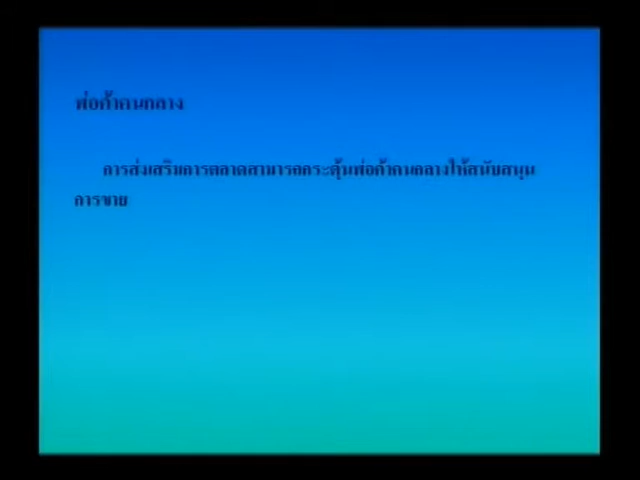 พ่อค้าคนกลาง
การส่งเสริมการตลาดสามารถกระตุ้นพ่อค้าคนกลางให้สนับสนุน
การขาย